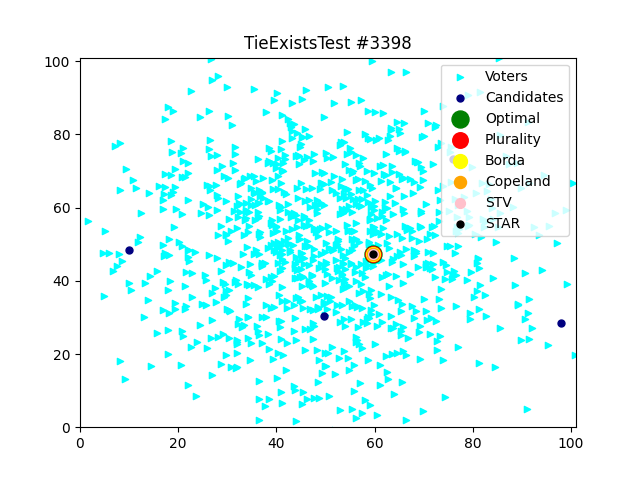 TieExistsTest #3398
100
80
60
40
20
0
0
20
40
60
80
100
Voters
Candidates
Optimal
Plurality
Borda
Copeland
STV
STAR